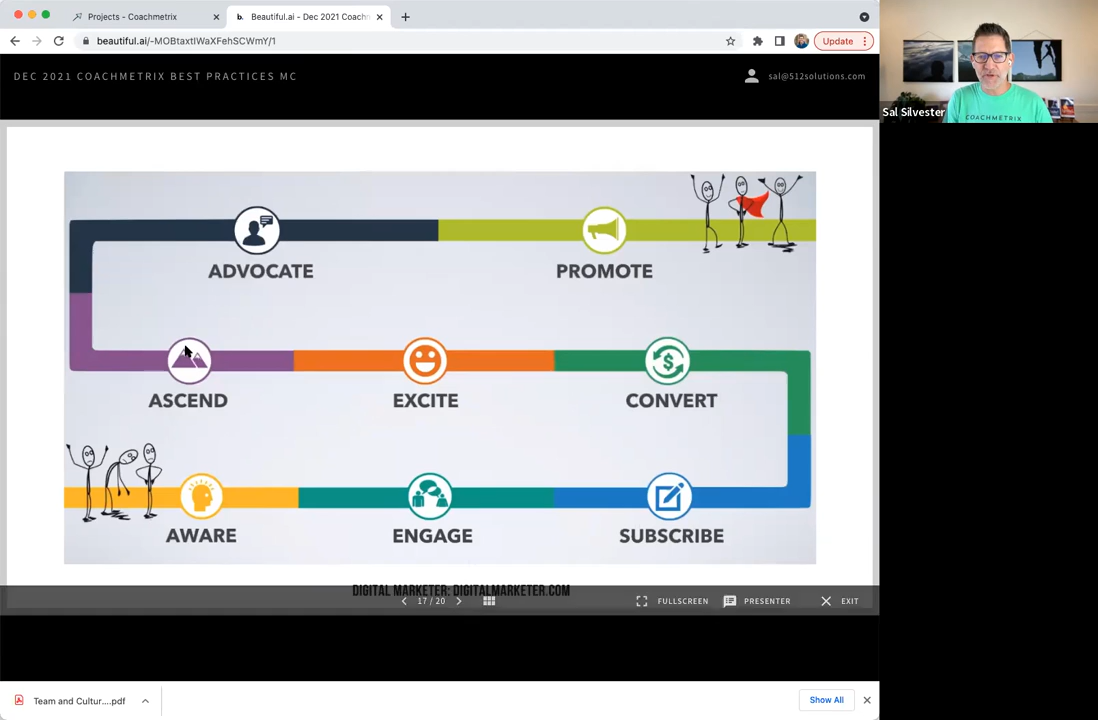 Projects - Coachmetrix
b. Beautiful.ai - Dec 2021 Coachm
beautiful.ai/-MOBtaxtIWaXFehSCWmY/1
Update
DEC 2021 COACHMETRIX BEST PRACTICES MC
sal@512solutions.com
COACHMETRIX
Sal Silvester
ADVOCATE
PROMOTE
$
ASCEND
EXCITE
CONVERT
AWARE
ENGAGE
SUBSCRIBE
DIGITAL MARKETER: DIGITALMARKETER.COM
17 / 20
FULLSCREEN
PRESENTER
EXIT
Team and Cultur....pdf
Show All